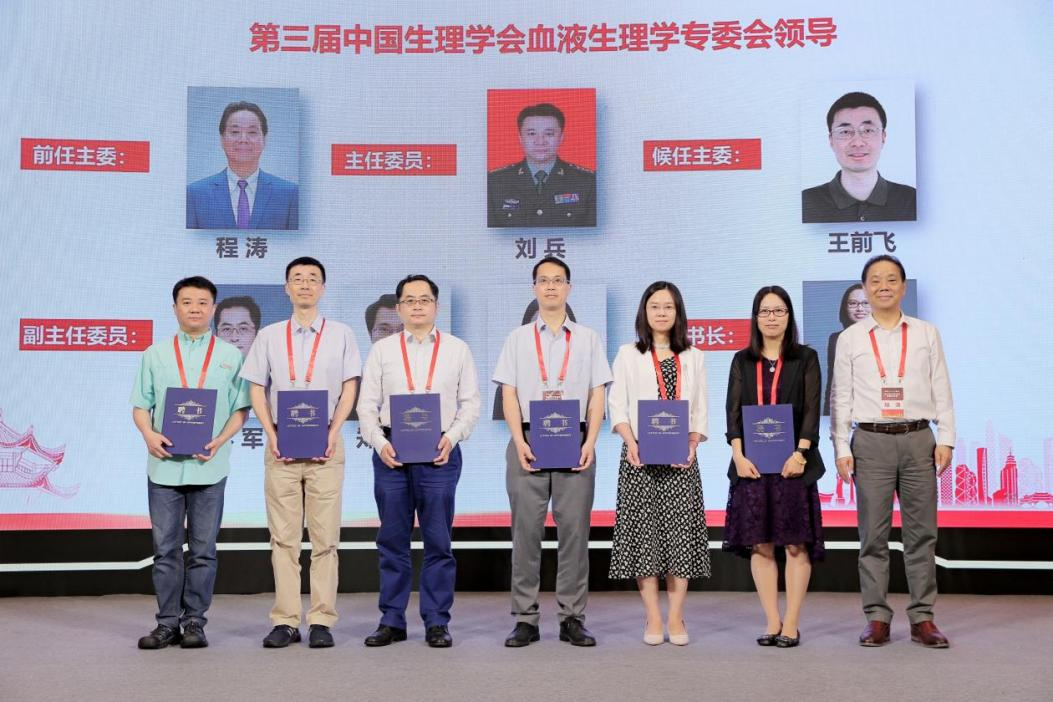 第三届中国生理学会血液生理学专委会领导
前任主委：
主任委员：
候任主委：
程 涛
刘 兵
王前飞
副主任委员：
书长：
军
聘书
聘书
聘书
聘书
聘书
聘书